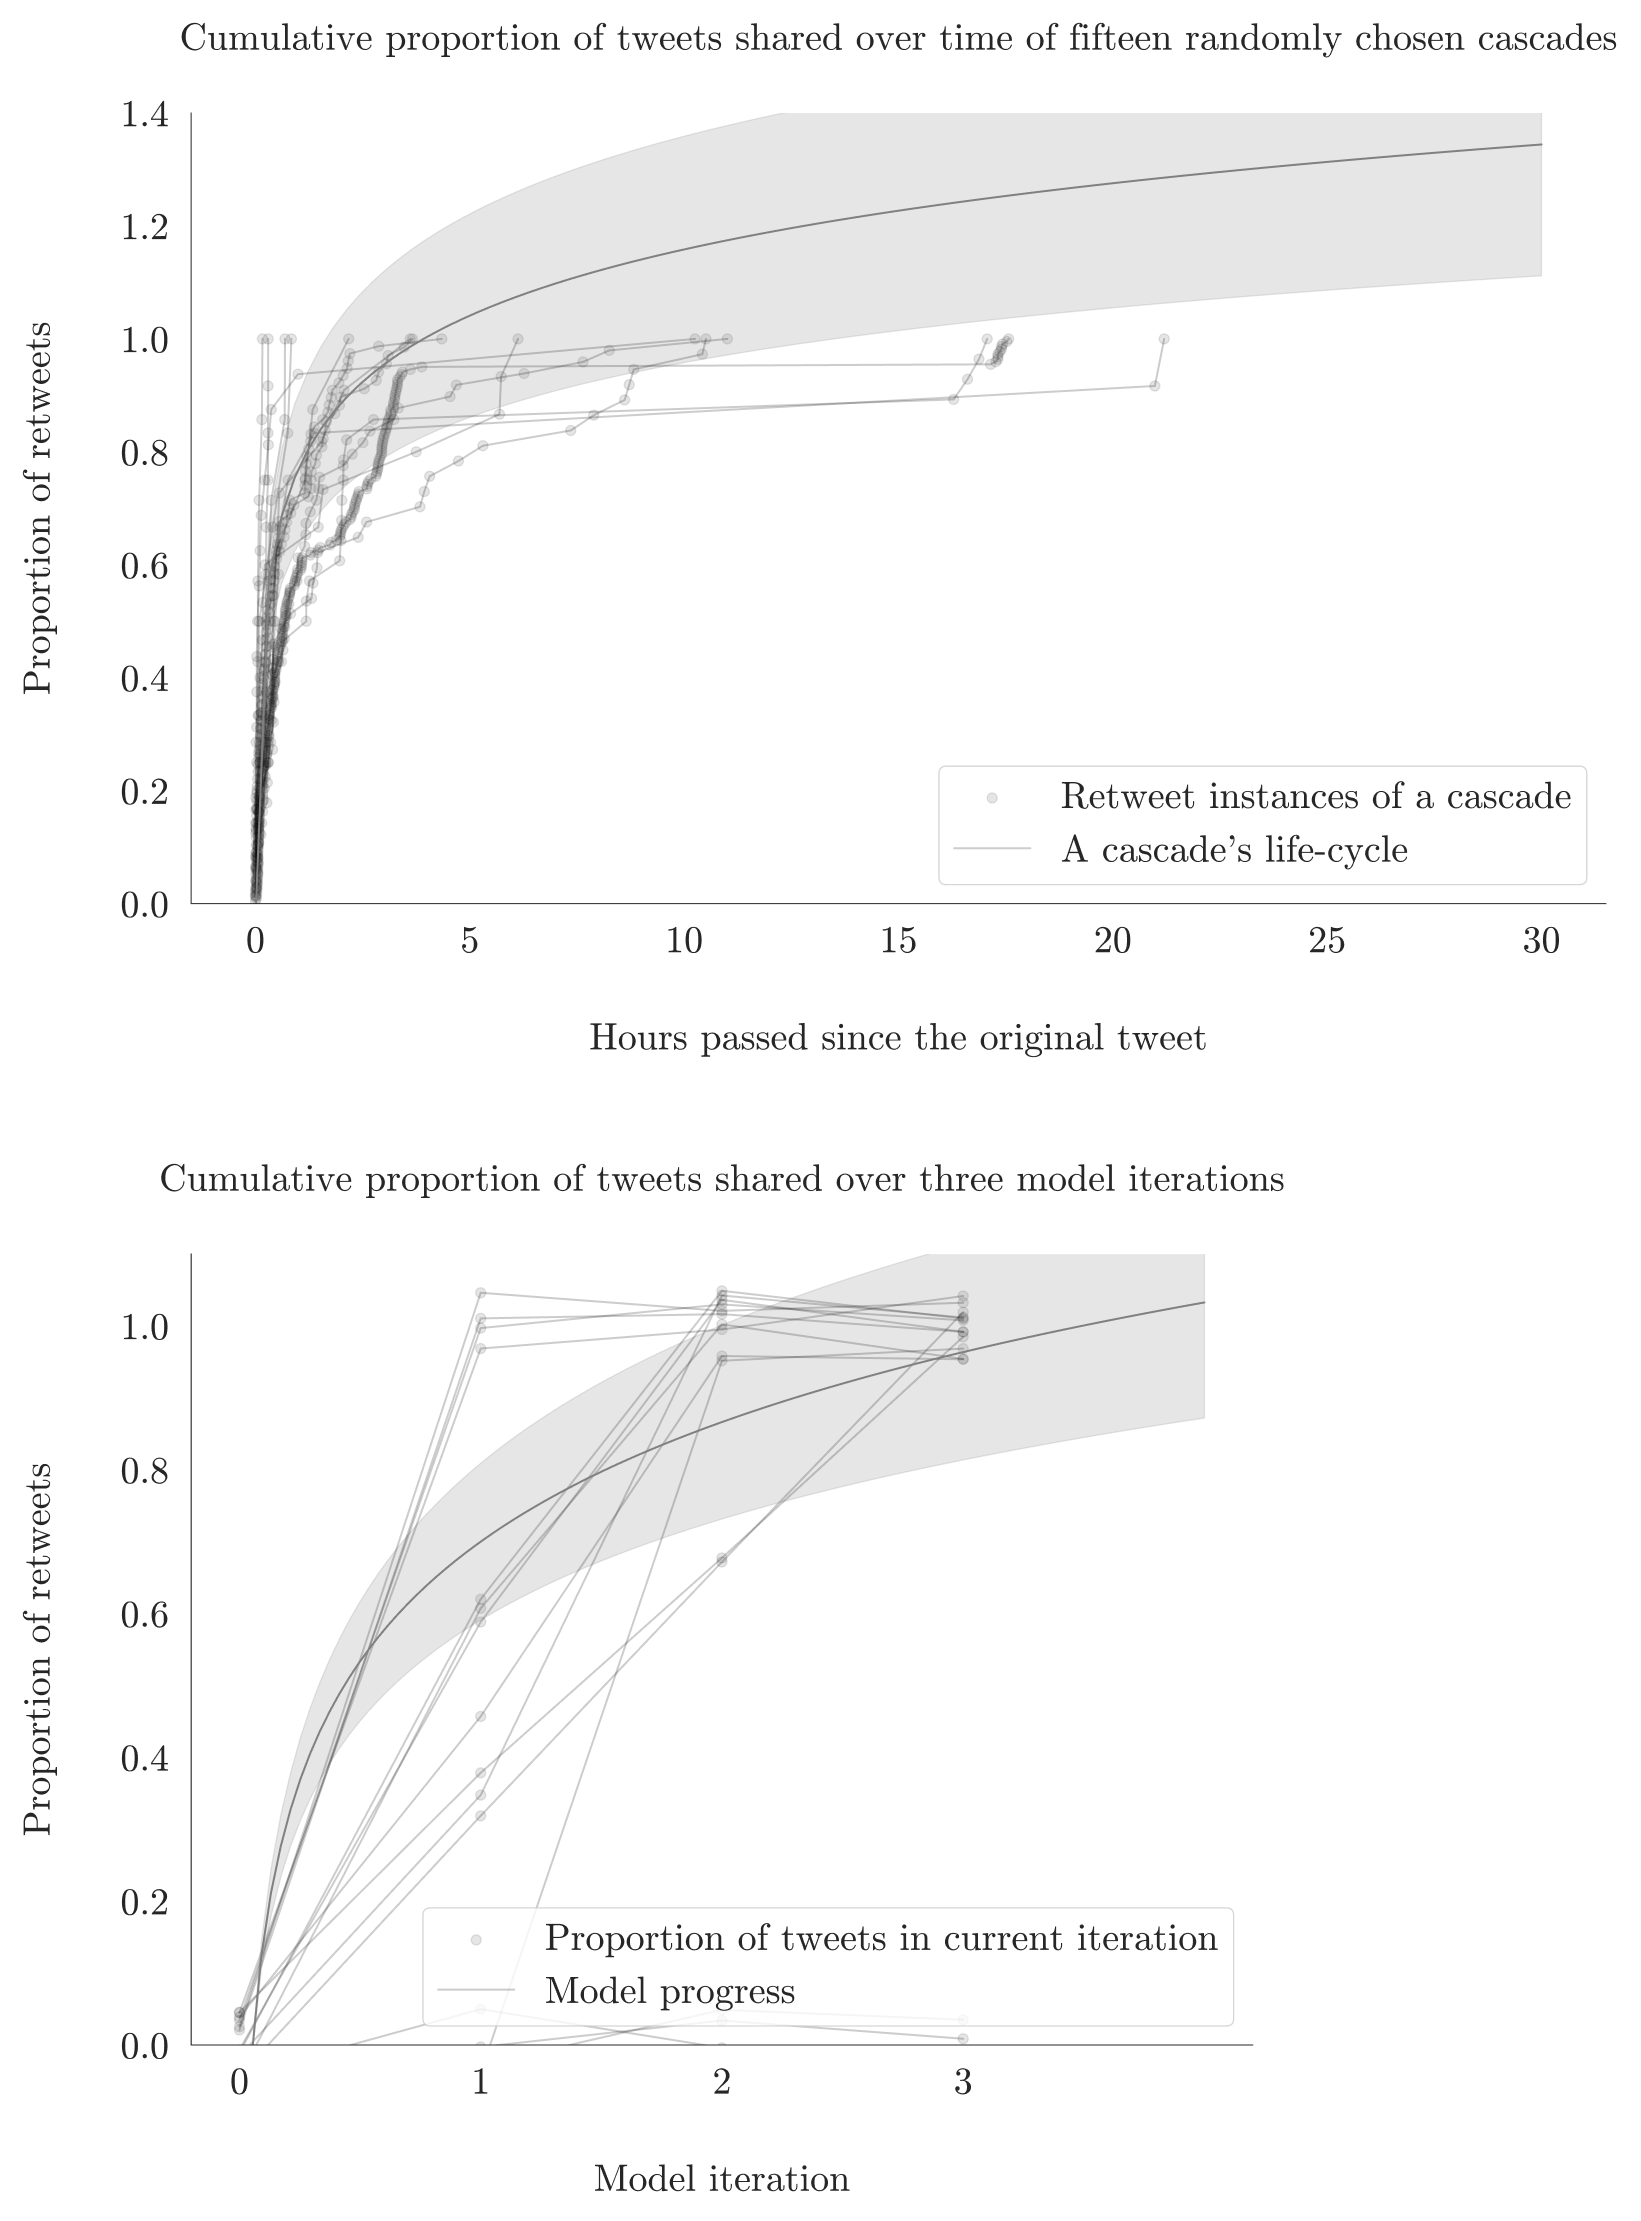 Cumulative proportion of tweets shared over time of fifteen randomly chosen cascades
1.4
1.2
1.0
0.8
0.6
0.4
0.2
0.0
Proportion of retweets
Retweet instances of a cascade
A cascade's life-cycle
0 5 10 15 20 25 30
Hours passed since the original tweet
Cumulative proportion of tweets shared over three model iterations
1.0
0.8
0.6
0.4
0.2
0.0
Proportion of retweets
Proportion of tweets in current iteration
Model progress
0 1 2 3
Model iteration